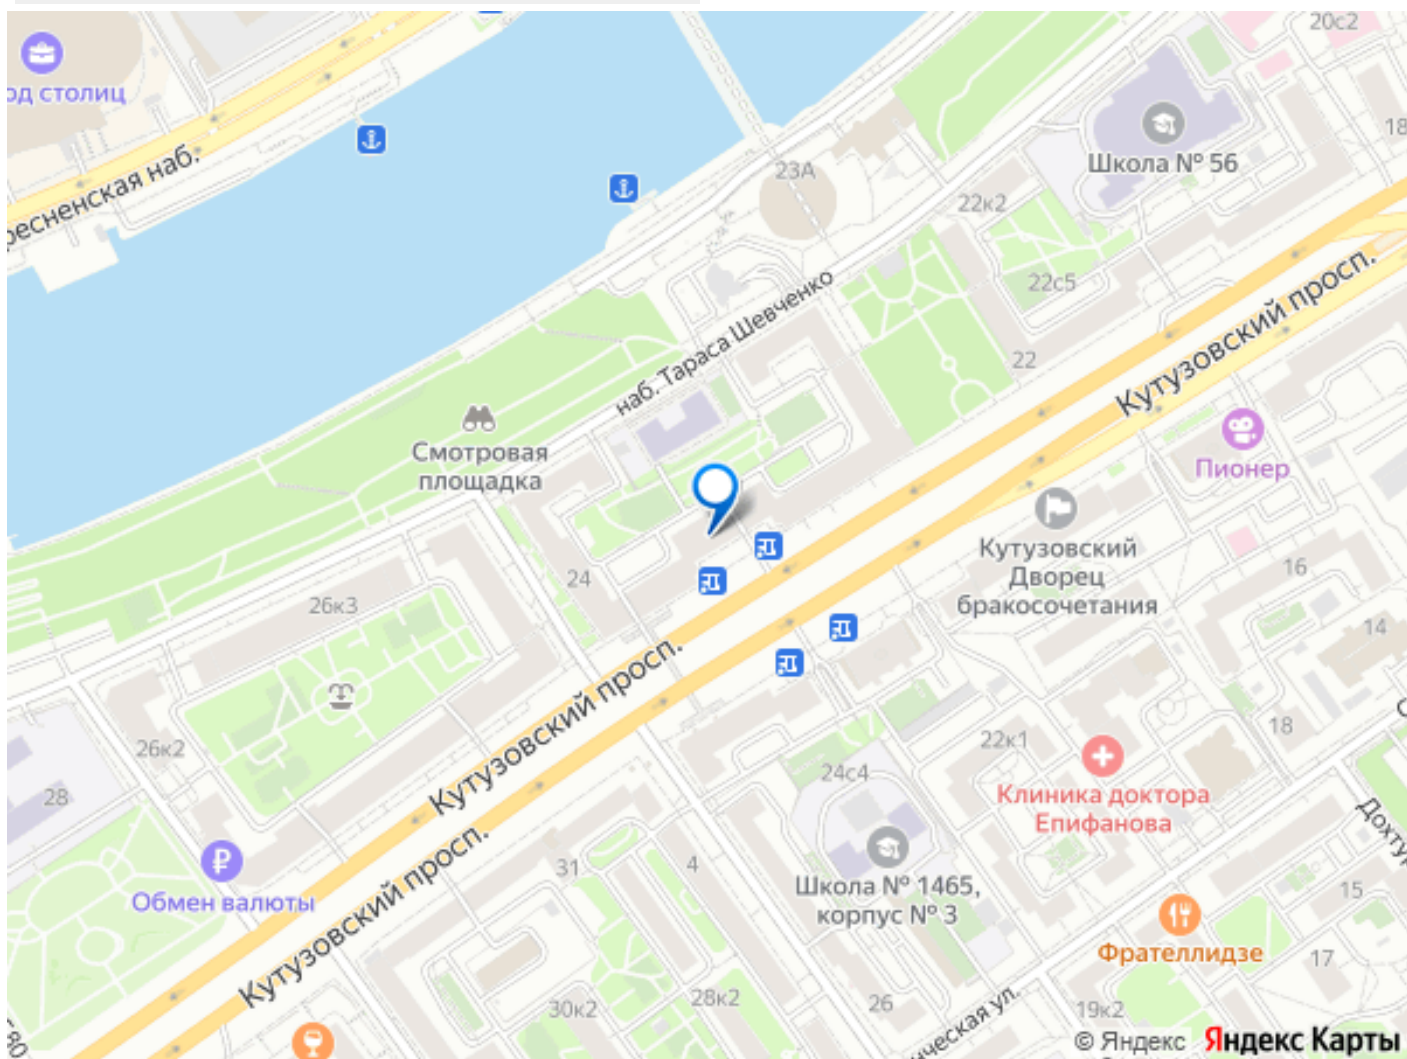 20с2
од столиц
18
Школа № 56
ресненская наб.
23А
22к2
22с5
Кутузовский просп.
наб. Тараса Шевченко
22
Смотровая
площадка
Пионер
Кутузовский
Дворец
бракосочетания
24
16
26к3
14
Кутузовский просп.
26к2
22к1
18
24с4
28
Клиника доктора
Епифанова
Дохтур
31
4
Обмен валюты
Школа № 1465,
корпус № 3
15
Кутузовский просп.
Фрателлидзе
17
30к2
28к2
26
19к2
ческая ул.
© Яндекс Яндекс Карты